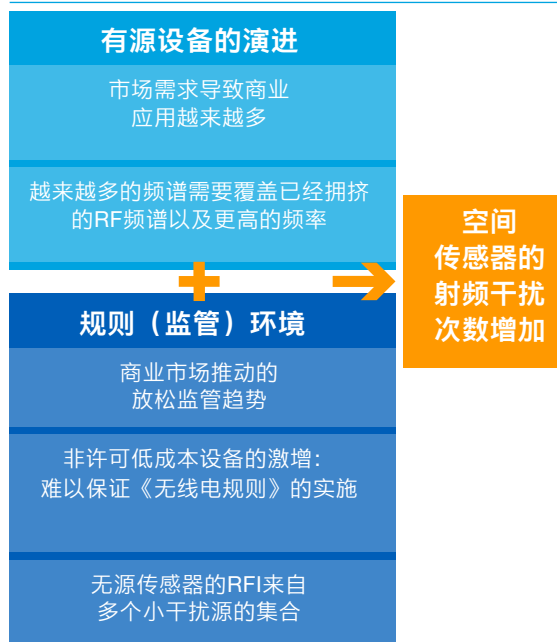 有源设备的演进
市场需求导致商业
应用越来越多
越来越多的频谱需要覆盖已经拥挤
的RF频谱以及更高的频率
规则（监管）环境
商业市场推动的
放松监管趋势
非许可低成本设备的激增：
难以保证《无线电规则》的实施
无源传感器的RFI来自
多个小干扰源的集合
空间
传感器的
射频干扰
次数增加